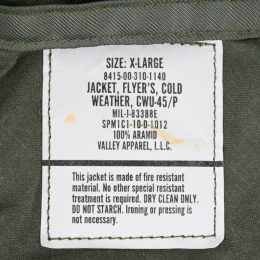 SIZE: X-LARGE
8415-00-310-1140
JACKET, FLYER'S, COLD
WEATHER, CWU-45/P
MIL-J-83388E
SPM1C1-10-D-1012
100% ARAMID
VALLEY APPAREL, L.L.C.
This jacket is made of fire resistant
material. No other special resistant
treatment is required. DRY CLEAN ONLY.
DO NOT STARCH. Ironing or pressing is
not necessary.